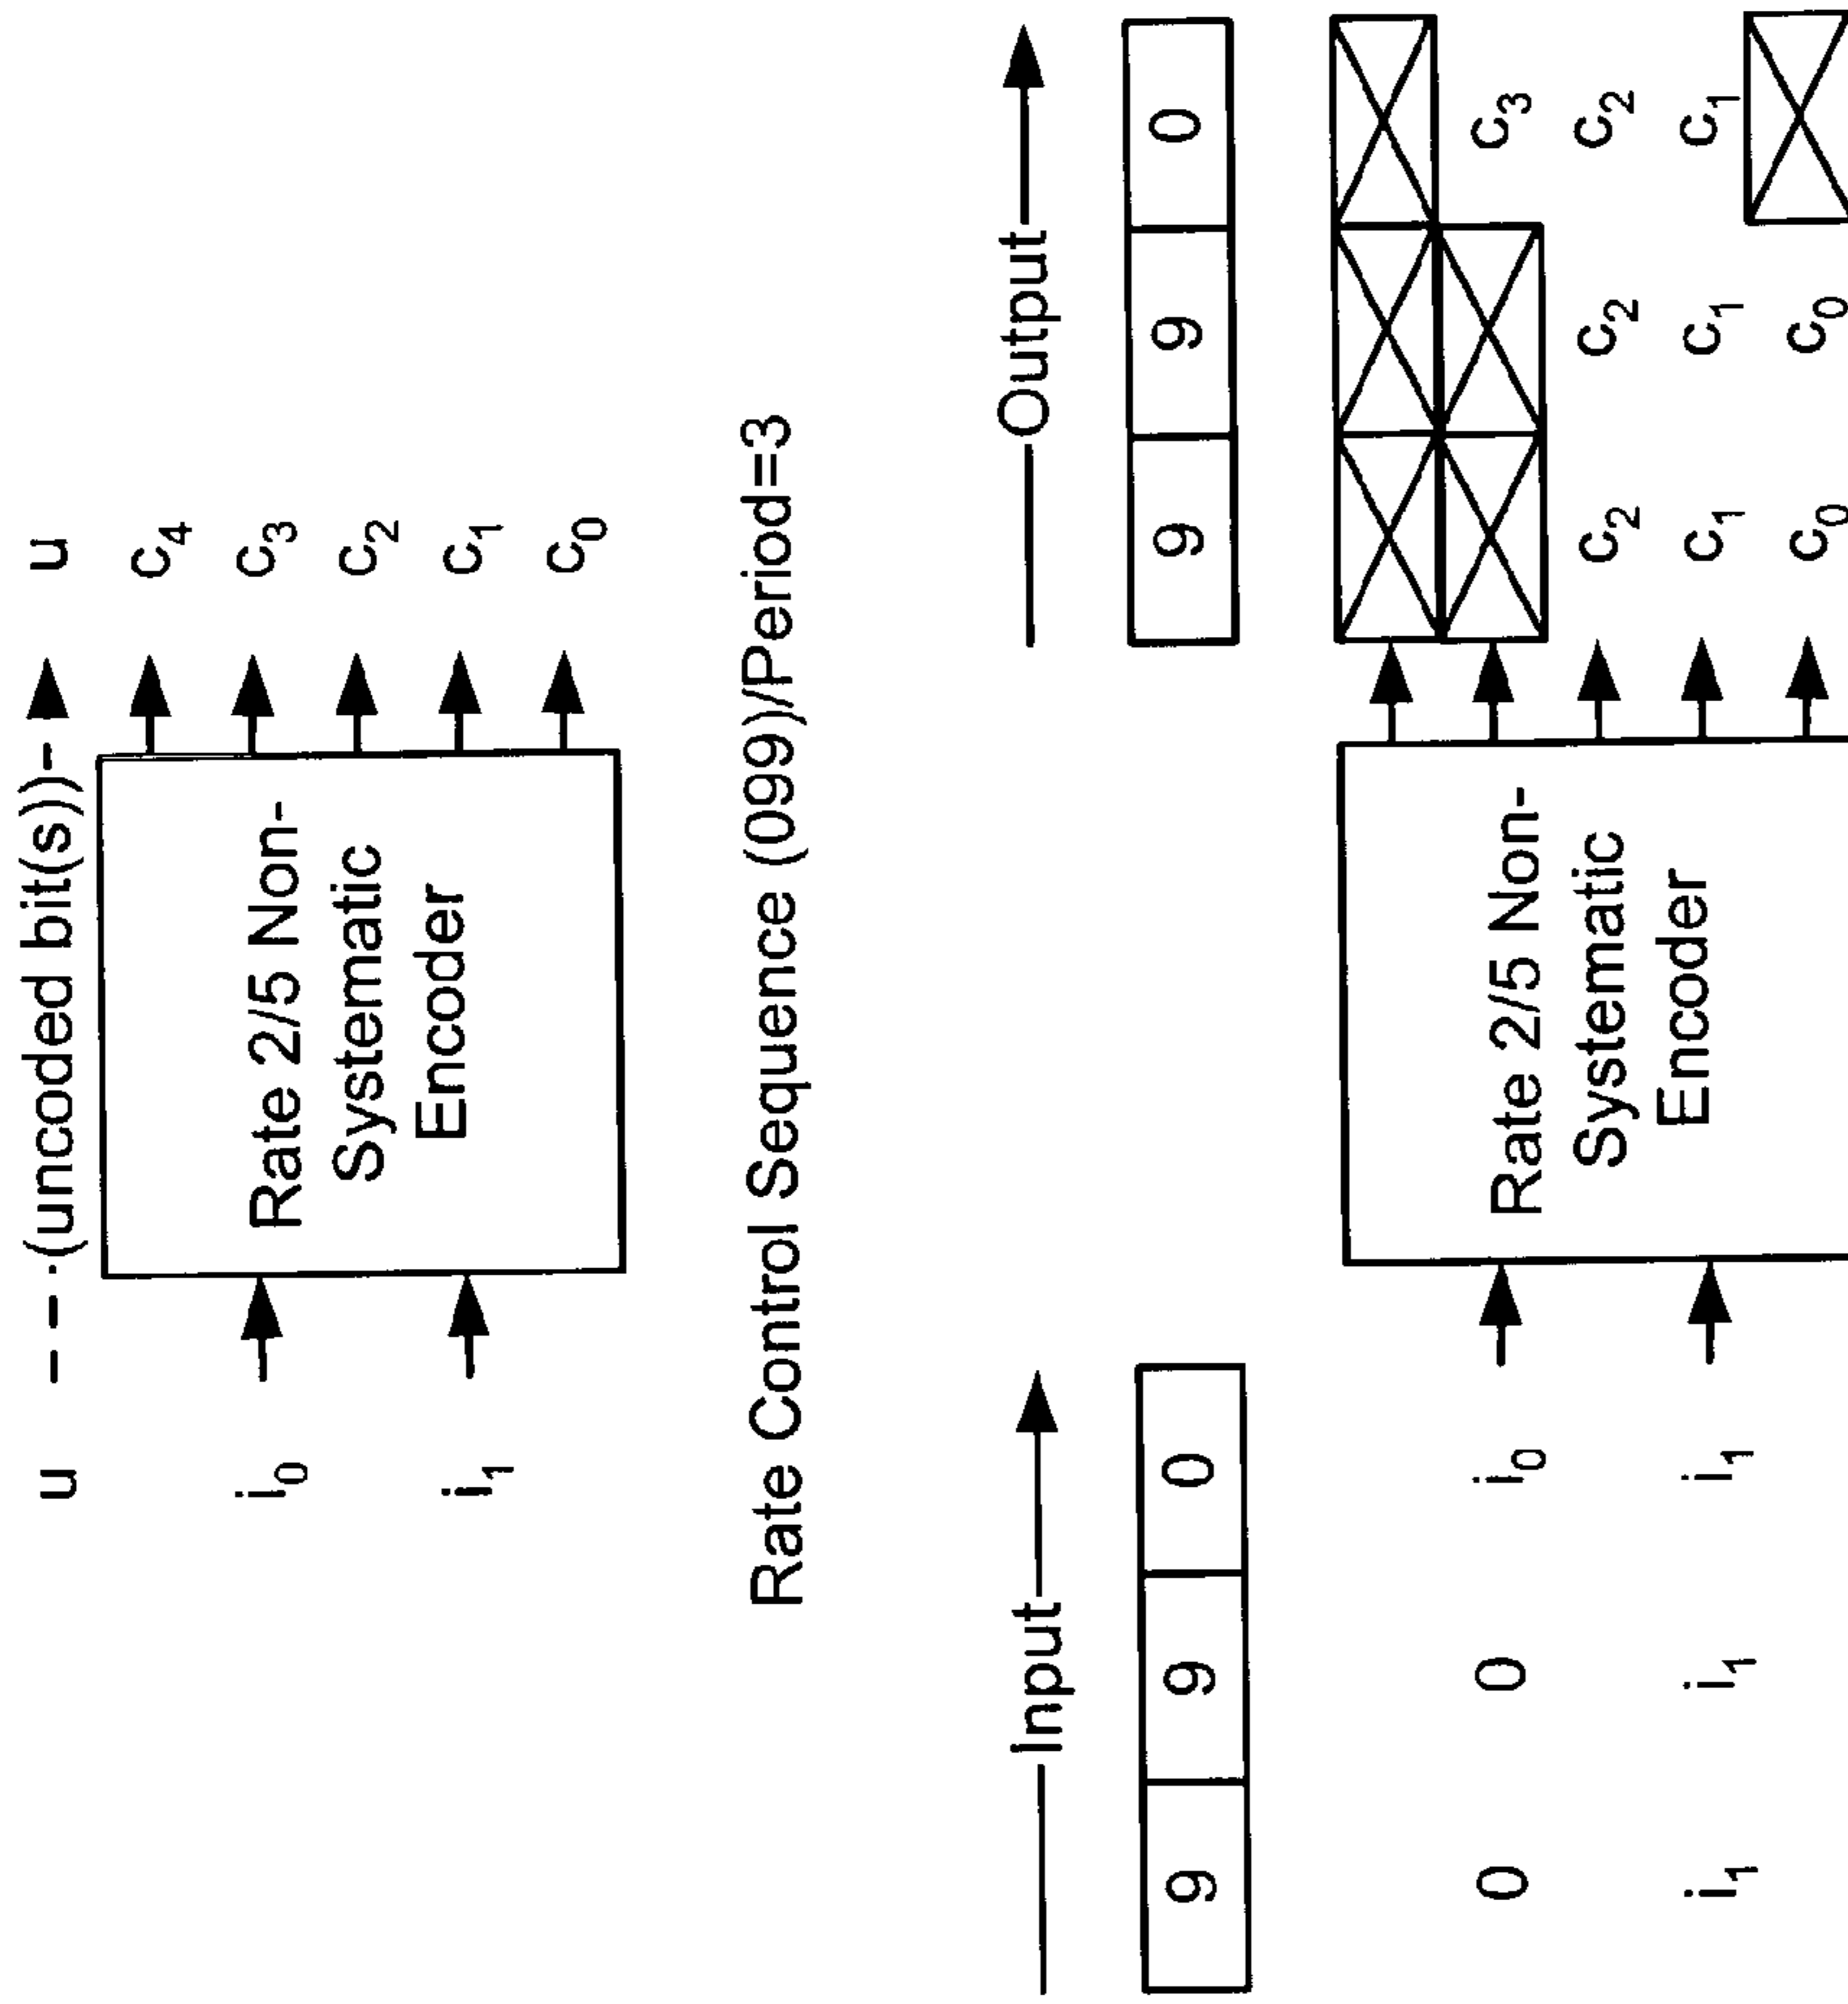 u (uncoded bit(s)) u
c4
i0 Rate 2/5 Non- c3
Systematic c2
i1 Encoder c1
c0
Rate Control Sequence (099)/Period=3
Input Output
9 9 0 9 9 0
0 0 i0 Rate 2/5 Non- c3
Systematic c2 c2 c2
i1 i1 i1 Encoder c1 c1 c1
c0 c0